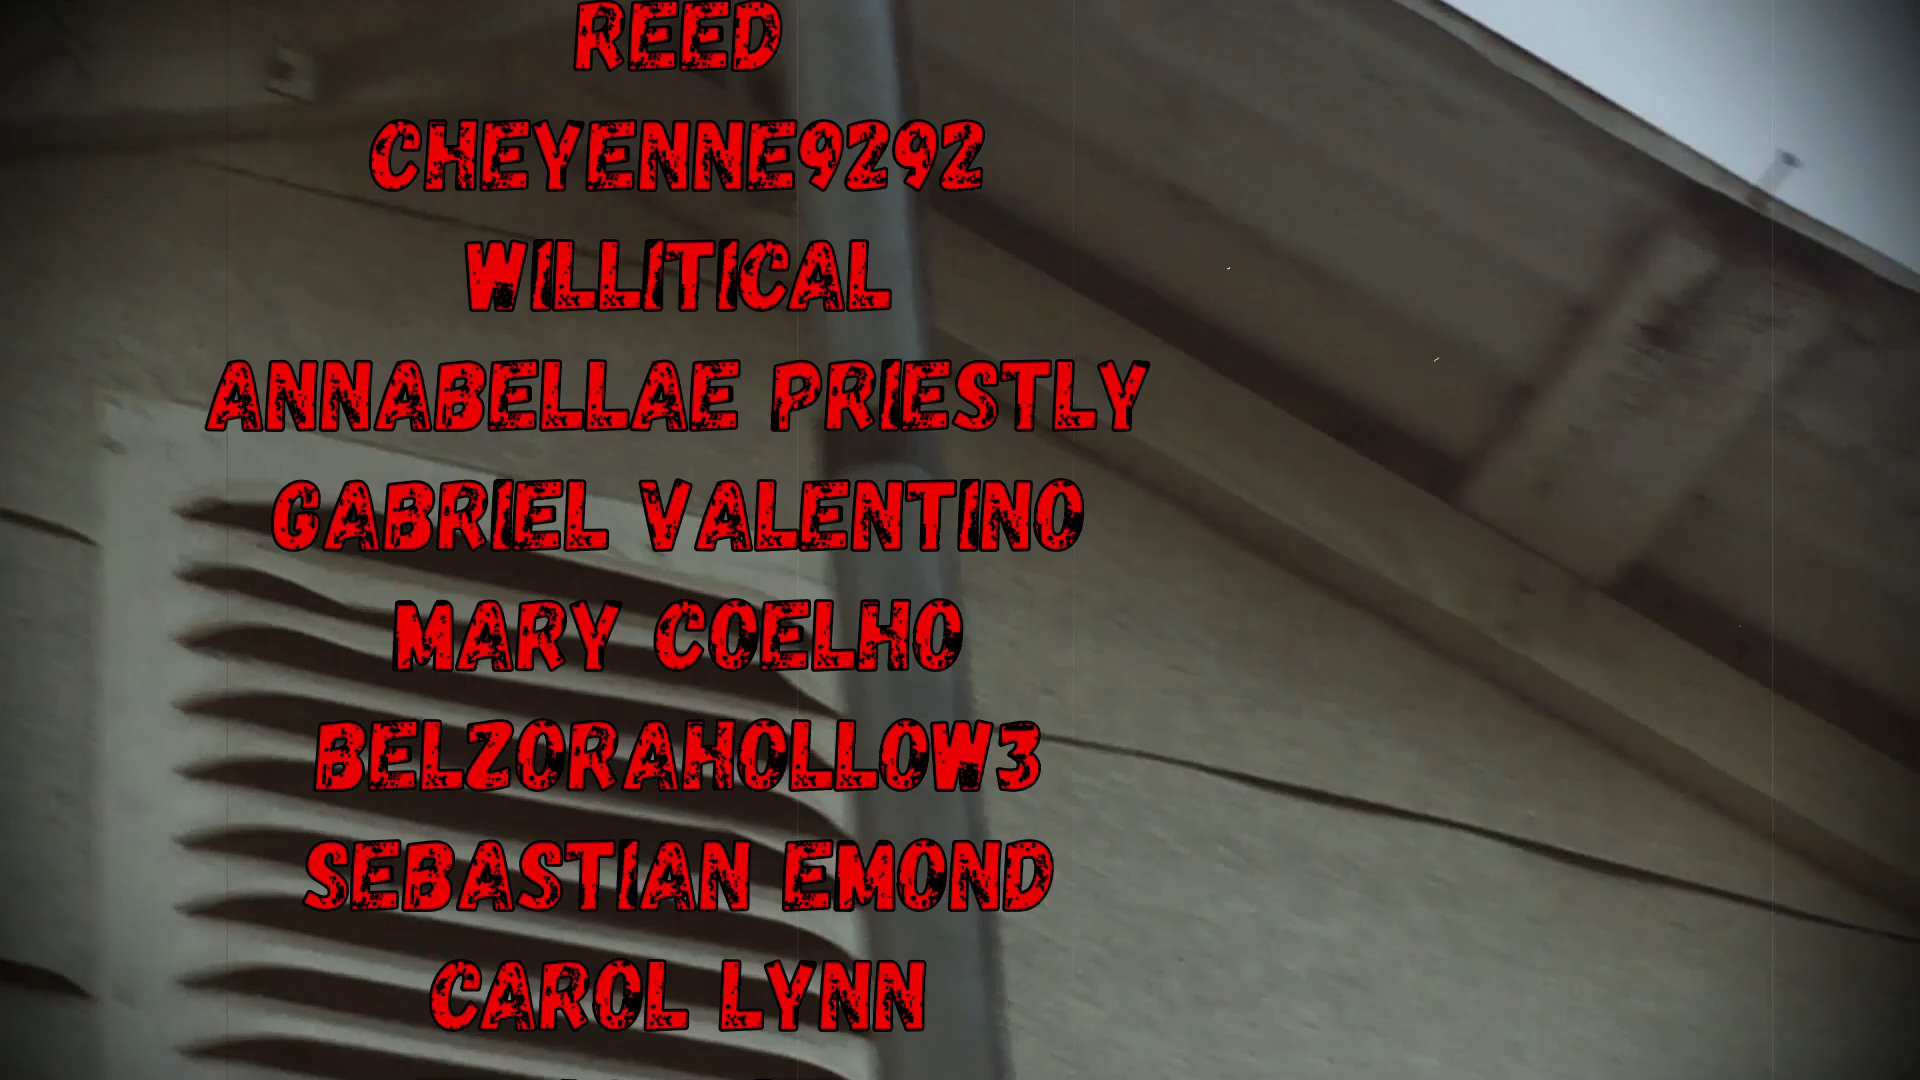 REED
CHEYENNE9292
WILLITICAL
ANNABELLAE PRIESTLY
GABRIEL VALENTINO
MARY COELHO
BELZORAHOLLOW3
SEBASTIAN EMOND
CAROL LYNN